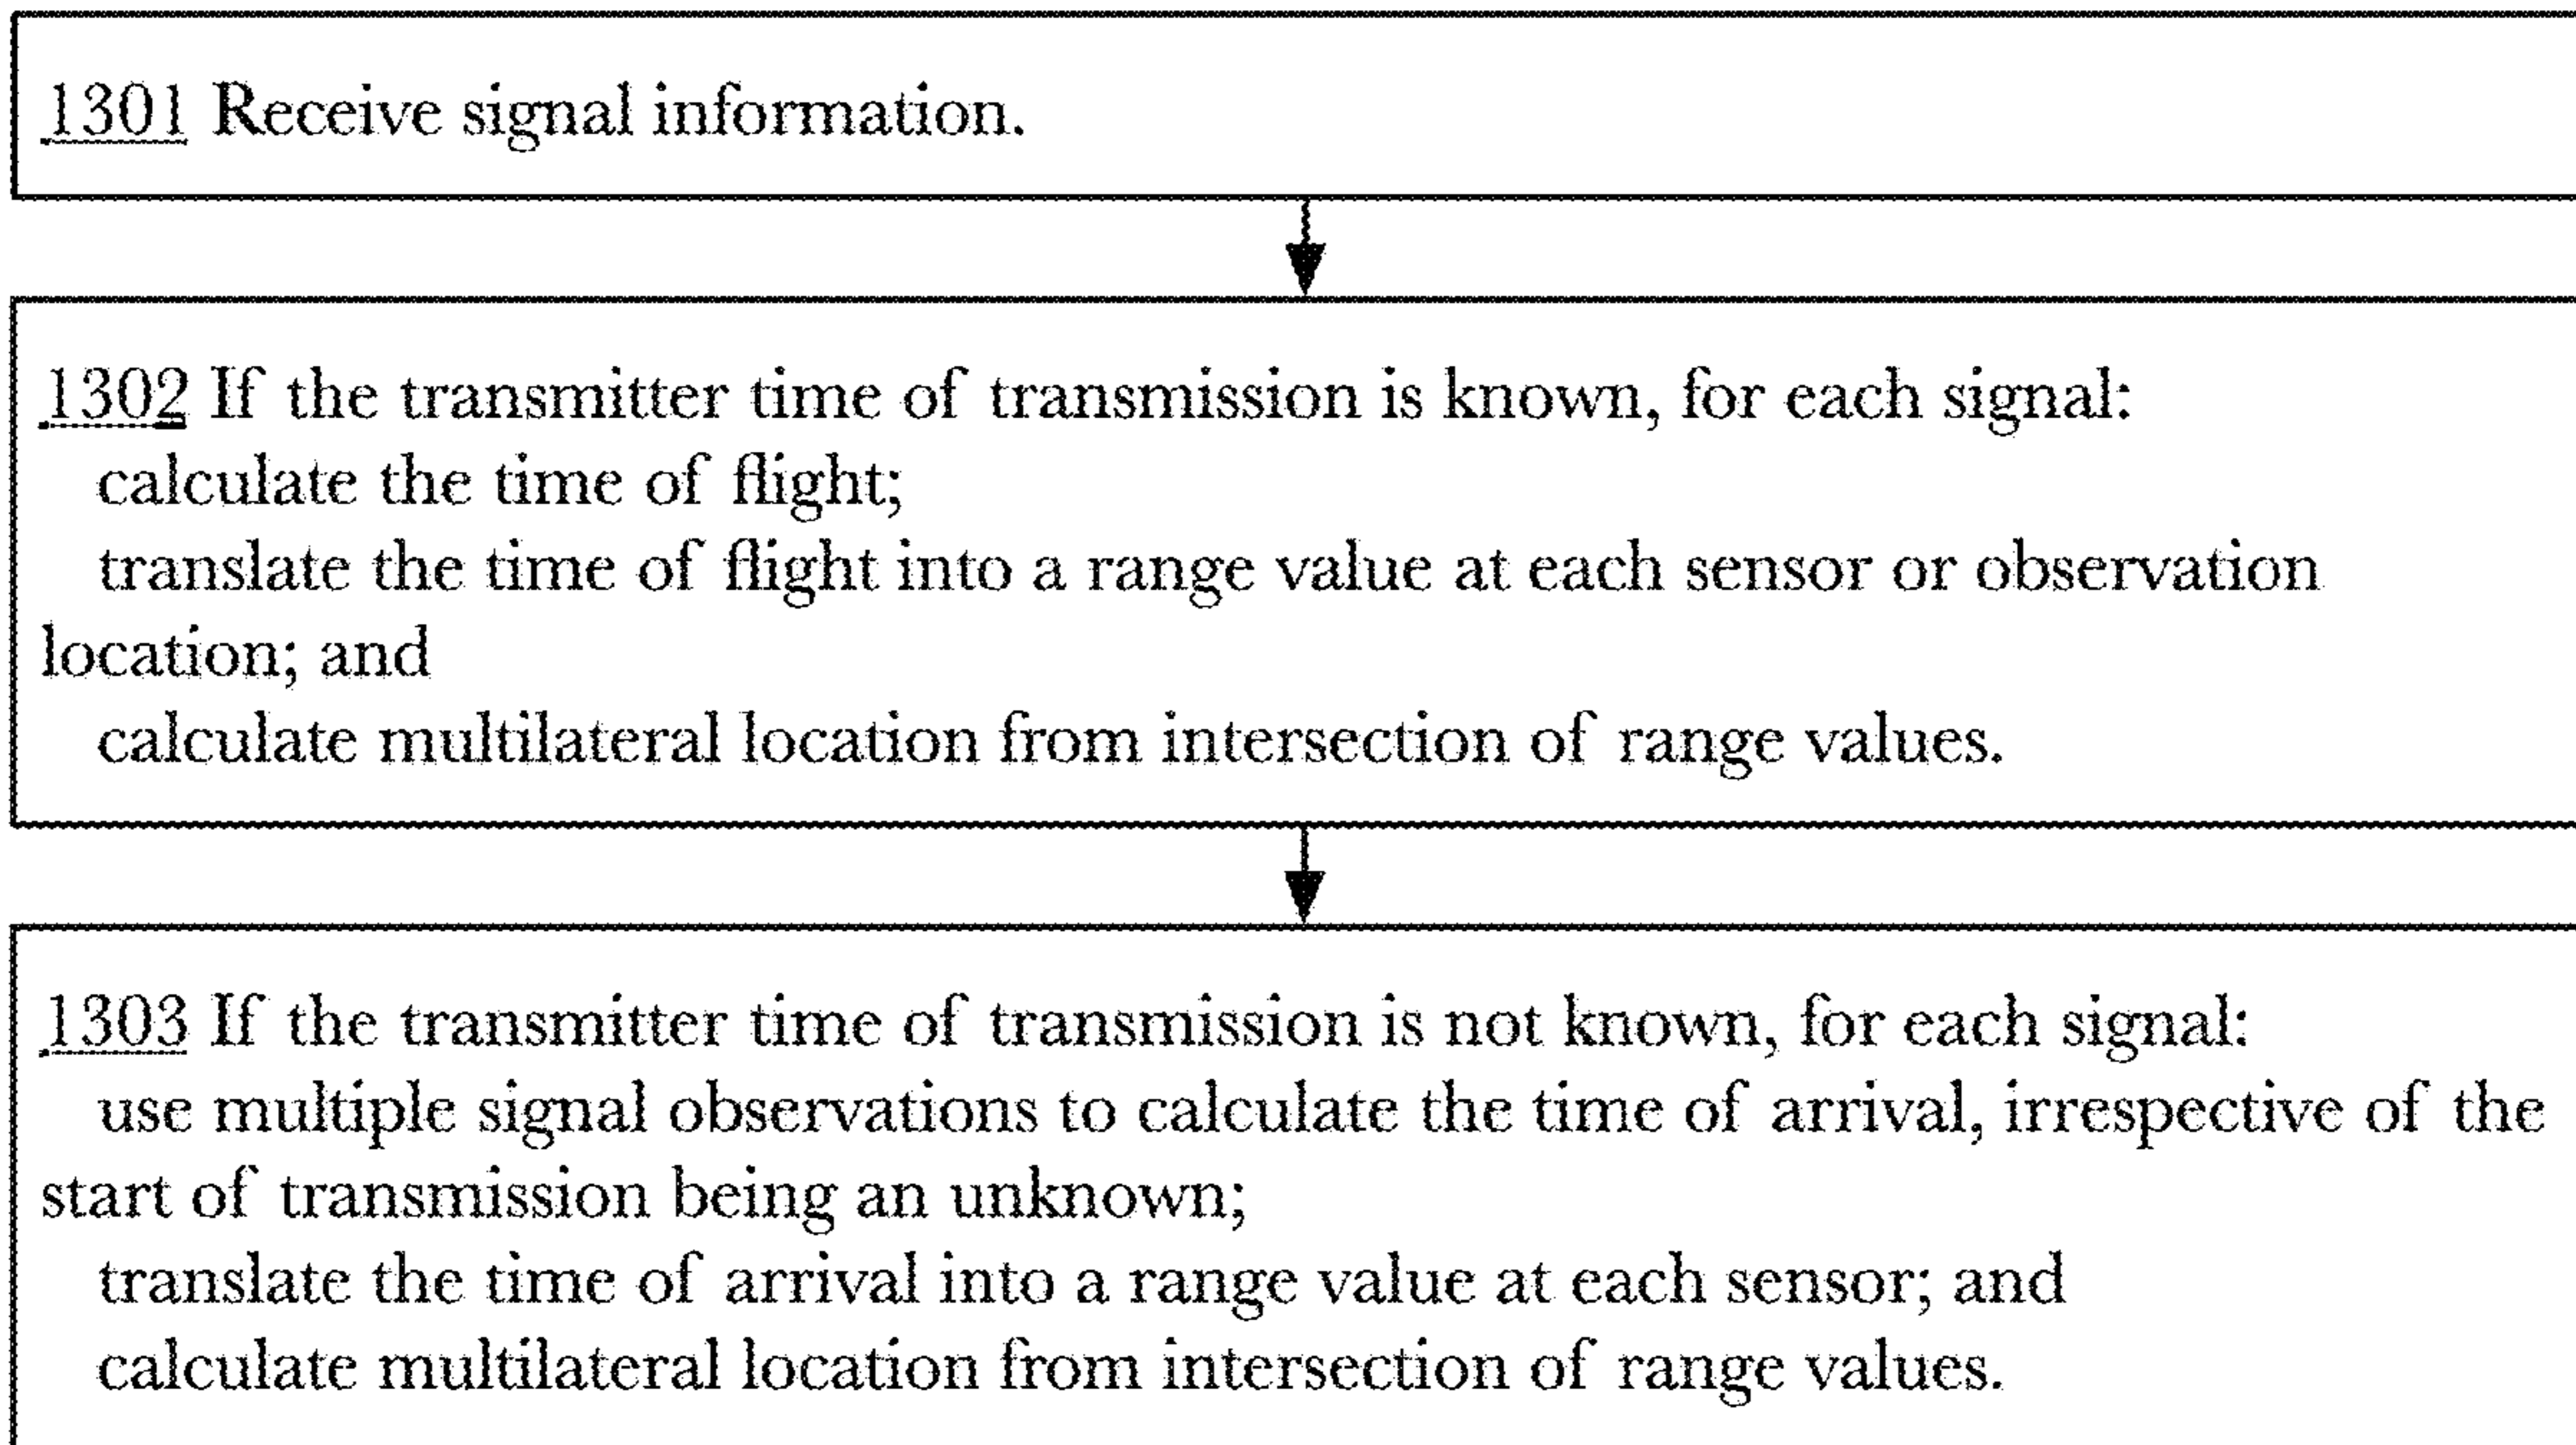 1301 Receive signal information.
1302 If the transmitter time of transmission is known, for each signal:
calculate the time of flight;
translate the time of flight into a range value at each sensor or observation
location; and
calculate multilateral location from intersection of range values.
1303 If the transmitter time of transmission is not known, for each signal:
use multiple signal observations to calculate the time of arrival, irrespective of the
start of transmission being an unknown;
translate the time of arrival into a range value at each sensor; and
calculate multilateral location from intersection of range values.